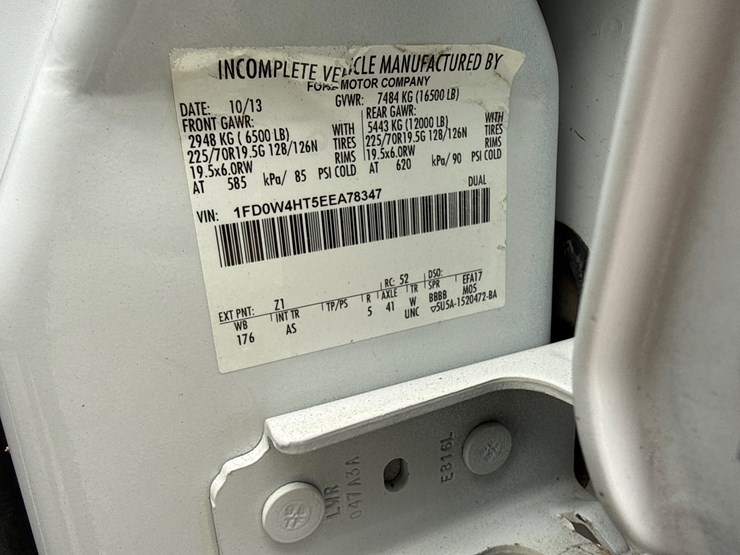 INCOMPLETE VEHICLE MANUFACTURED BY
FORD MOTOR COMPANY
DATE: 10/13 GVWR: 7484 KG (16500 LB)
FRONT GAWR: REAR GAWR:
2948 KG ( 6500 LB) WITH 5443 KG (12000 LB) WITH
225/70R19.5G 128/126N TIRES 225/70R19.5G 128/126N TIRES
19.5x6.0RW RIMS 19.5x6.0RW RIMS
AT 585 kPa/ 85 PSI COLD AT 620 kPa/ 90 PSI COLD
VIN: 1FD0W4HT5EEA78347 DUAL
EXT PNT: Z1 RC: 52 DSO:
WB INT TR TP/PS R AXLE TR SPR EFA17
176 AS 5 41 W BBBB M05
UNC ▽5U5A-1520472-BA
LWR
047A3A
E816L